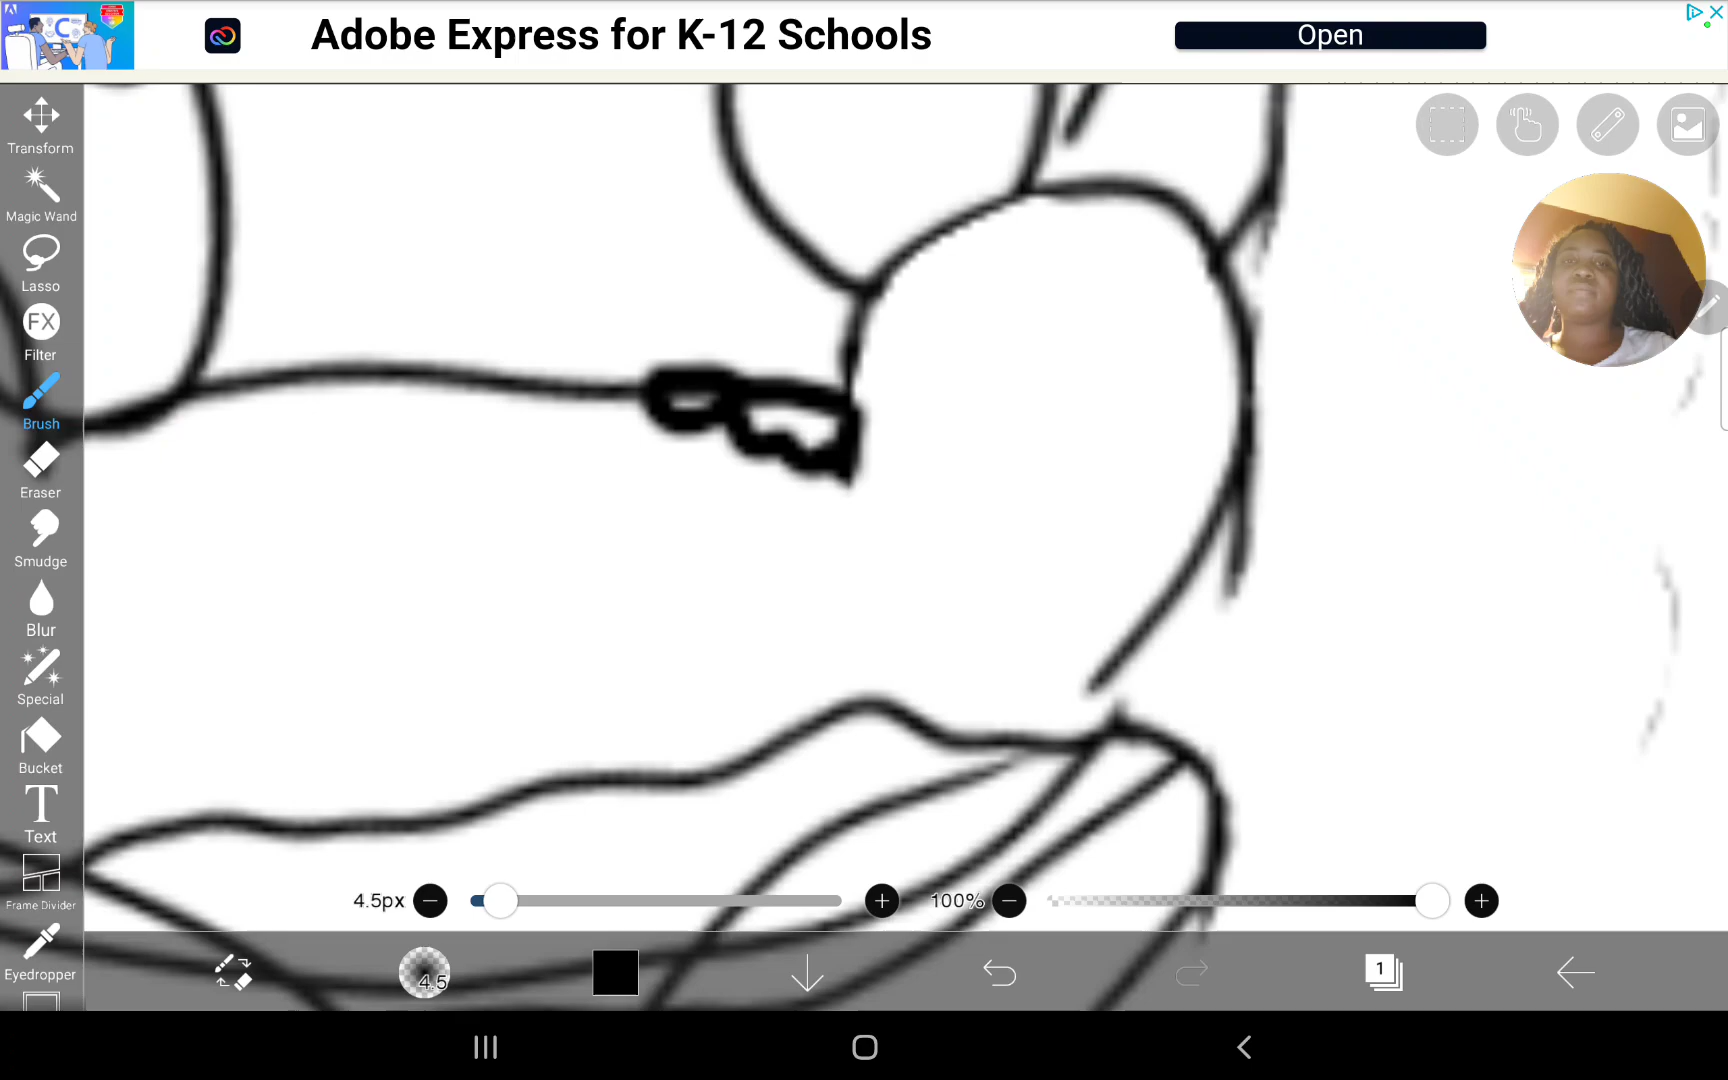 Adobe Express for K-12 Schools
Open
Transform
Magic Wand
Lasso
FX
Filter
Brush
Eraser
Smudge
Blur
Special
Bucket
T
Text
Frame Divider
Eyedropper
4.5px
100%
4.5
1